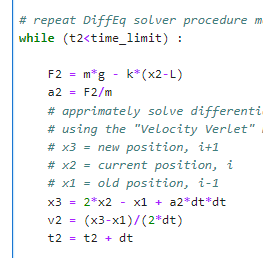 # repeat DiffEq solver procedure
while (t2<time_limit) :
F2 = m*g - k*(x2-L)
a2 = F2/m
# apprimately solve
# using the "Velocity Verlet"
# x3 = new position, i+1
# x2 = current position, i
# x1 = old position, i-1
x3 = 2*x2 - x1 + a2*dt*dt
v2 = (x3-x1)/(2*dt)
t2 = t2 + dt